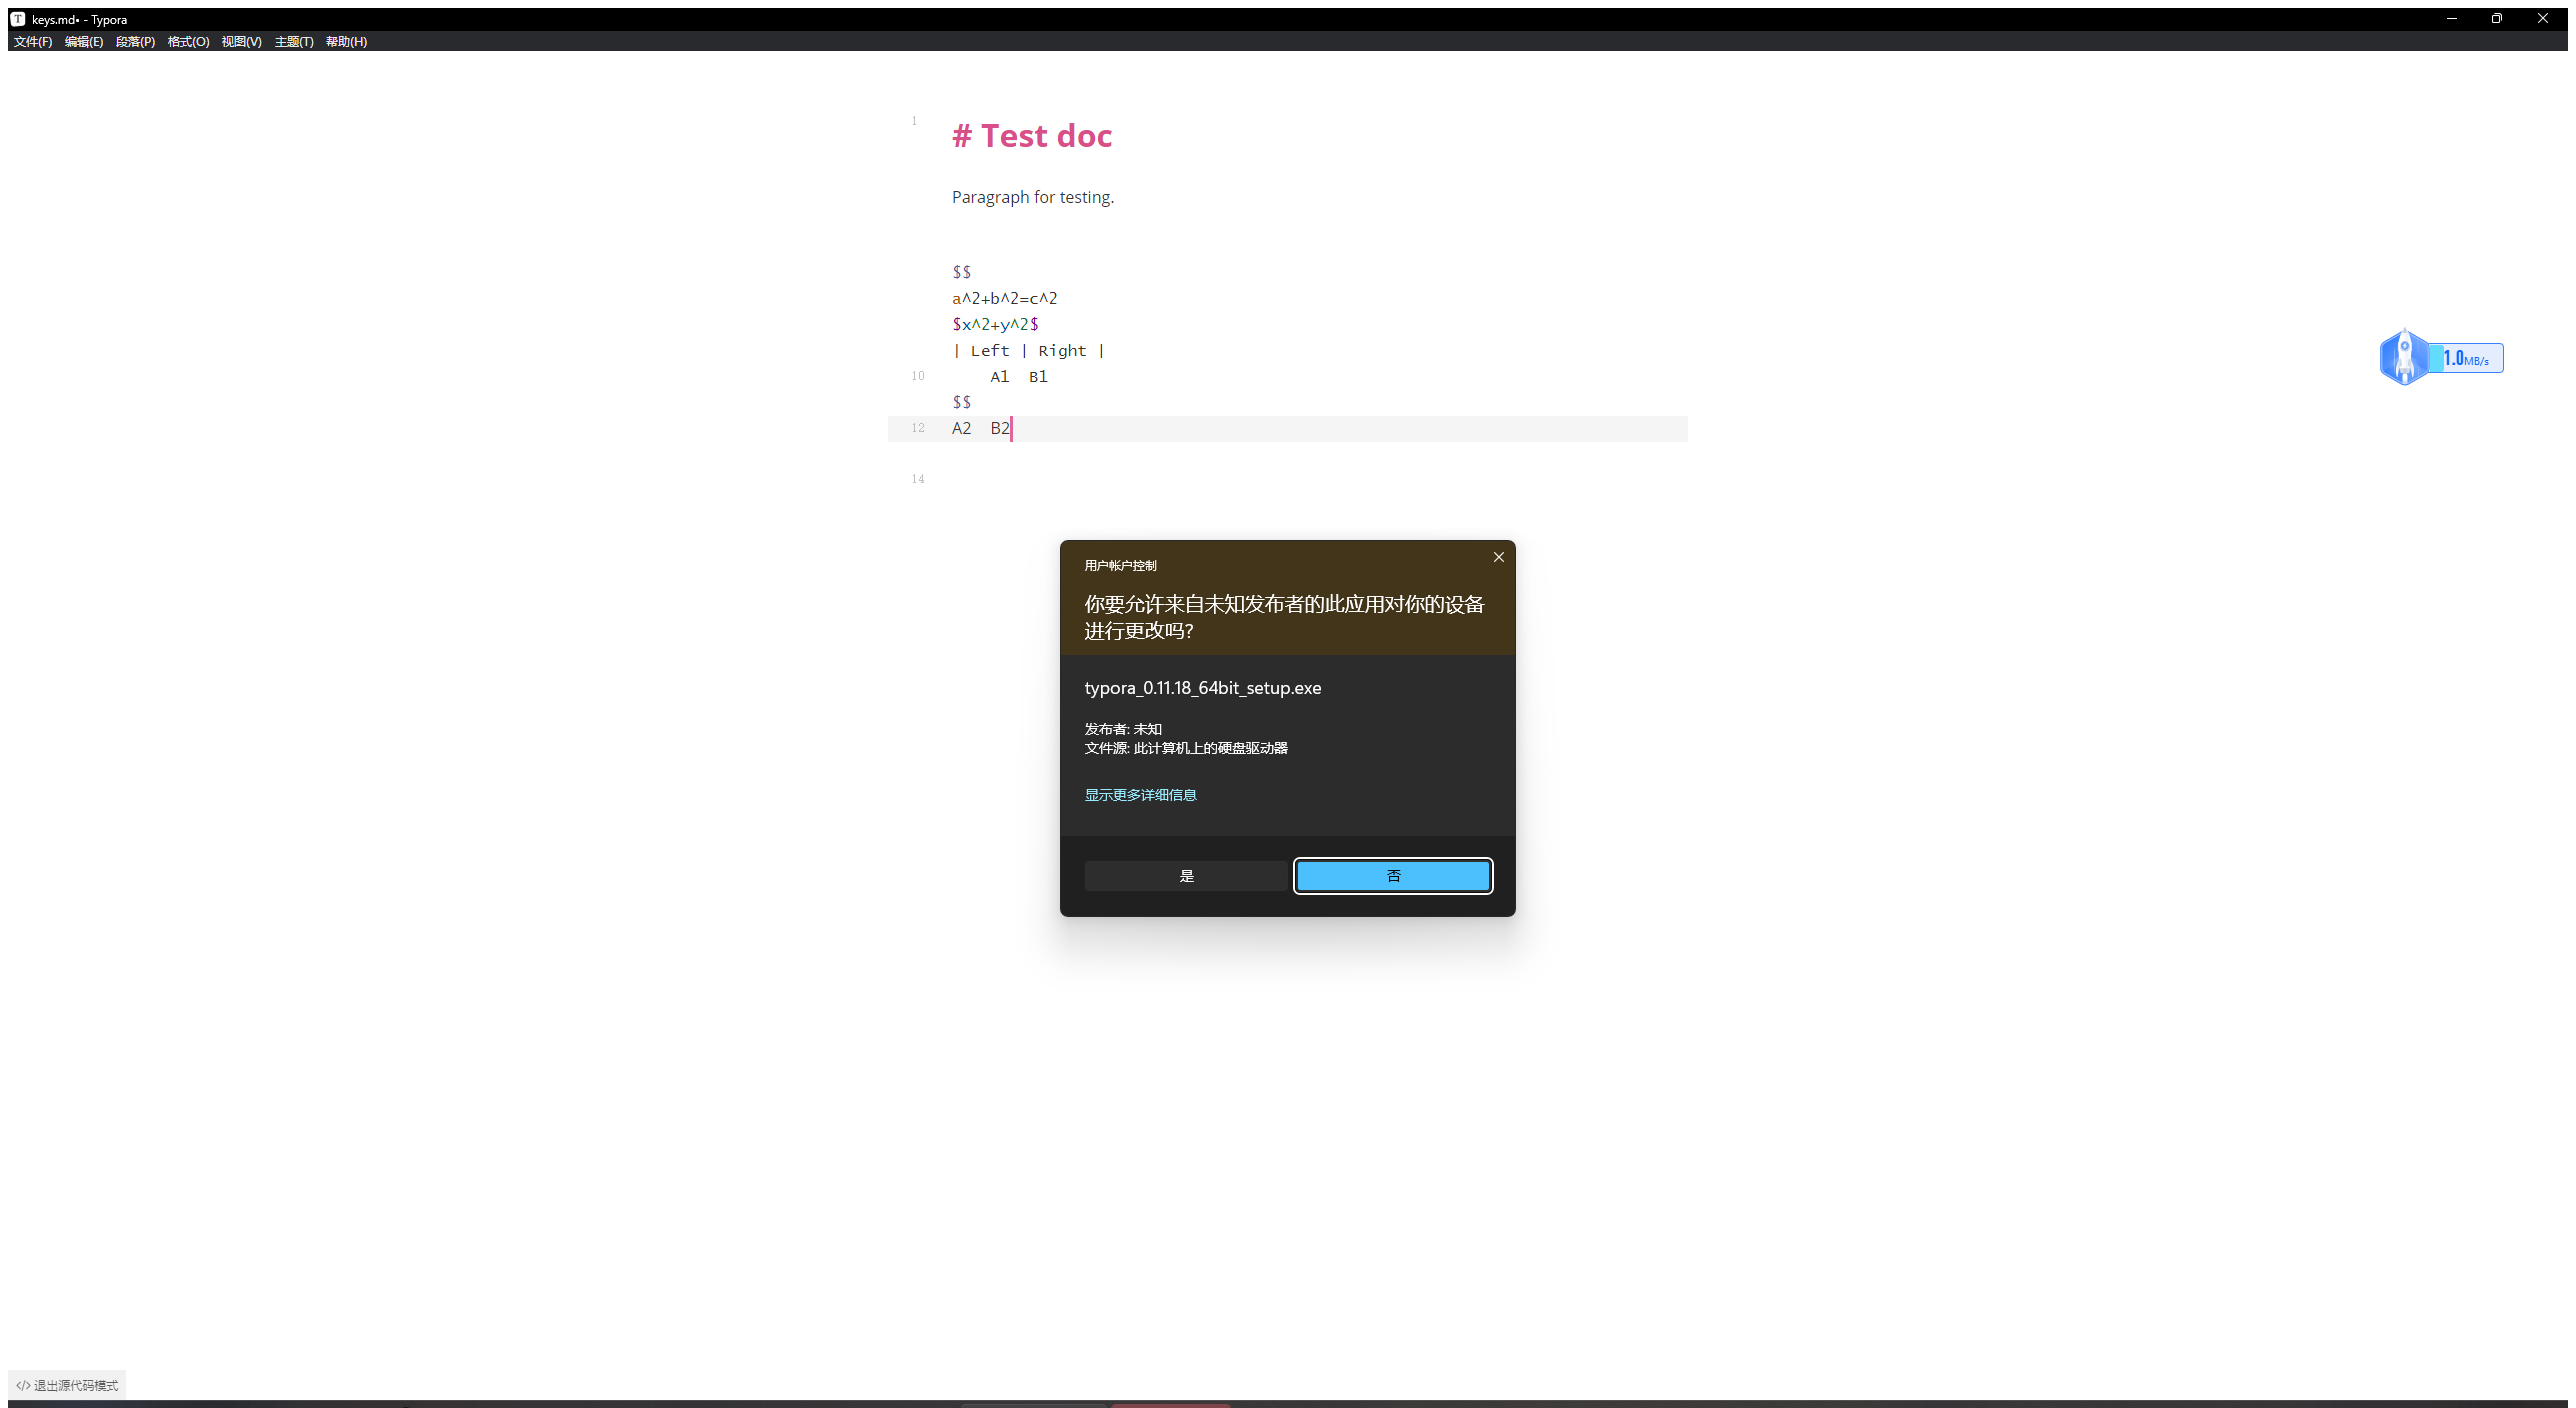 keys.md• - Typora
文件(F) 编辑(E) 段落(P) 格式(O) 视图(V) 主题(T) 帮助(H)
1
# Test doc
Paragraph for testing.
$$
a^2+b^2=c^2
$x^2+y^2$
| Left | Right |
10 A1 B1
$$
12 A2 B2
14
1.0MB/s
用户帐户控制
你要允许来自未知发布者的此应用对你的设备
进行更改吗?
typora_0.11.18_64bit_setup.exe
发布者: 未知
文件源: 此计算机上的硬盘驱动器
显示更多详细信息
是 否
</> 退出源代码模式